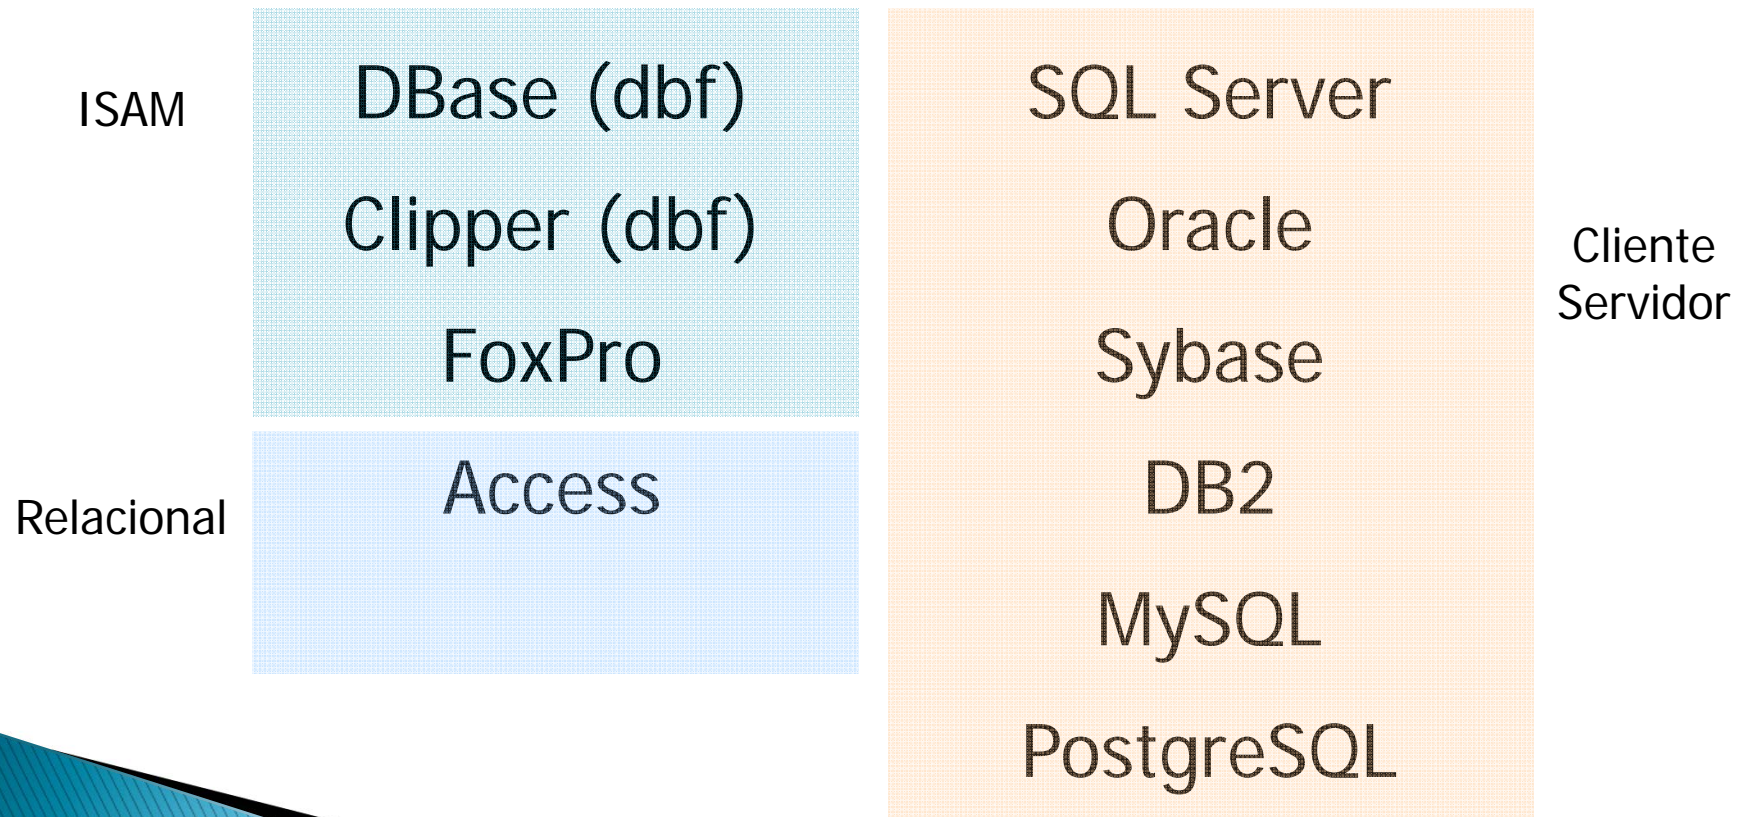 ISAM
DBase (dbf)
Clipper (dbf)
FoxPro
Relacional
Access
SQL Server
Oracle
Sybase
DB2
MySQL
PostgreSQL
Cliente
Servidor